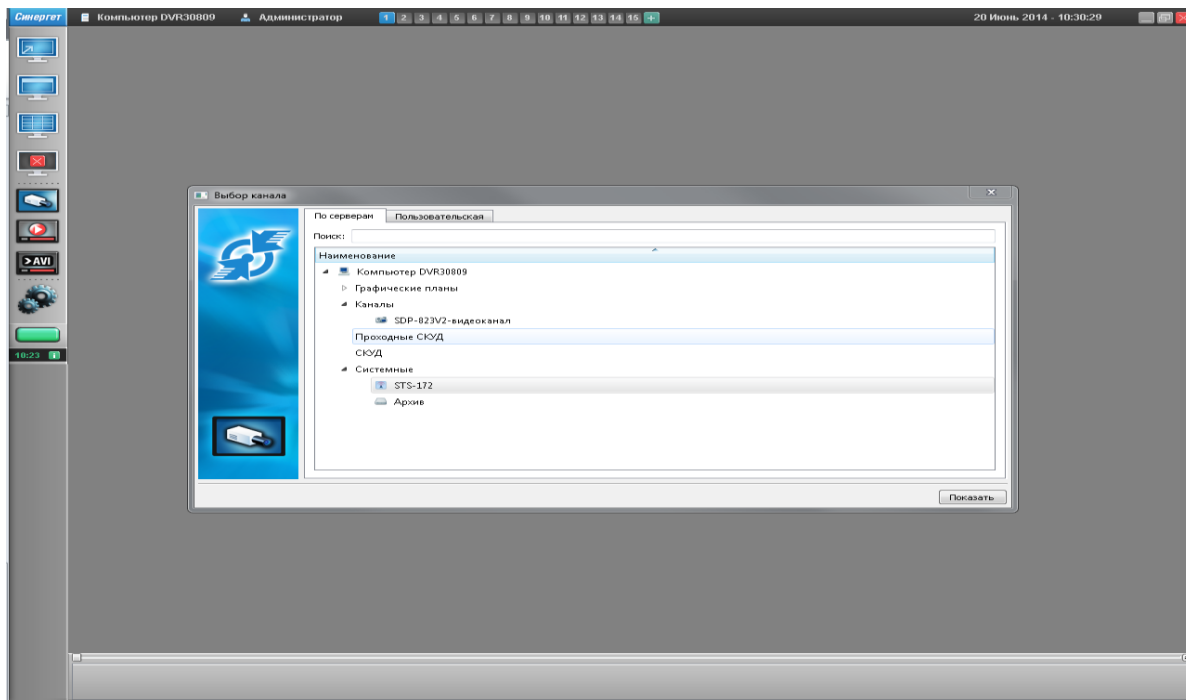 Синергет Компьютер DVR30809 Администратор 1 2 3 4 5 6 7 8 9 10 11 12 13 14 15 + 20 Июнь 2014 - 10:30:29
Выбор канала
По серверам Пользовательская
Поиск:
Наименование
Компьютер DVR30809
Графические планы
Каналы
SDP-823V2-видеоканал
Проходные СКУД
СКУД
Системные
STS-172
Архив
Показать
>AVI
10:23